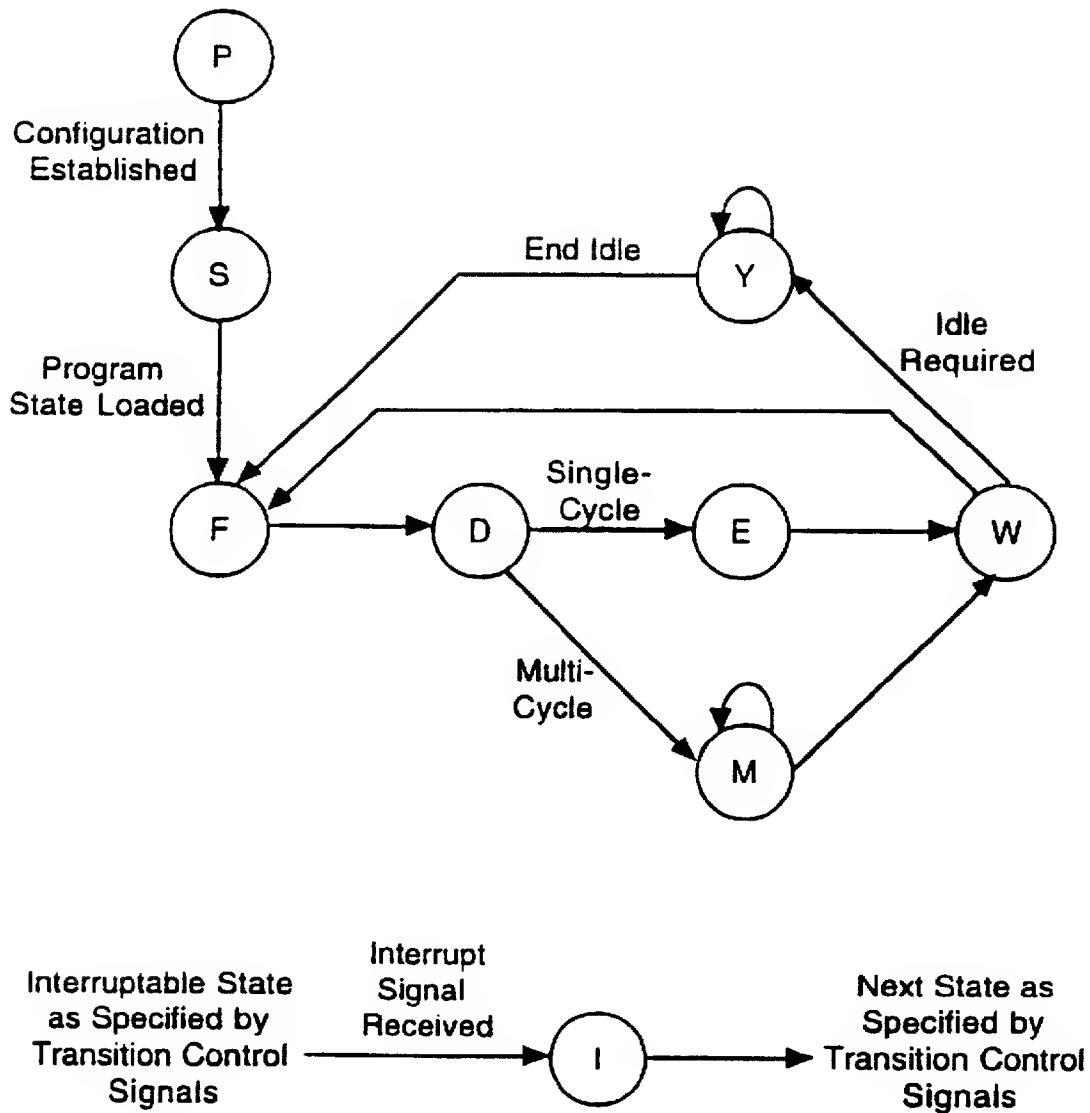 P
Configuration
Established
S
End Idle
Y
Idle
Required
Program
State Loaded
F
D
Single-
Cycle
E
W
Multi-
Cycle
M
Interruptable State
as Specified by
Transition Control
Signals
Interrupt
Signal
Received
I
Next State as
Specified by
Transition Control
Signals